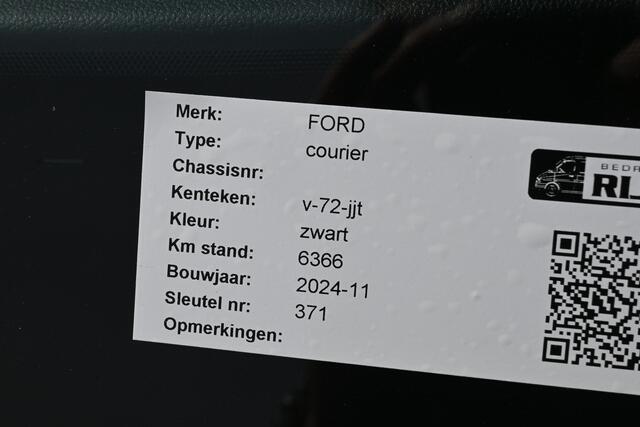 Merk: FORD
Type: courier
Chassisnr:
Kenteken: v-72-jjt
Kleur: zwart
Km stand: 6366
Bouwjaar: 2024-11
Sleutel nr: 371
Opmerkingen: